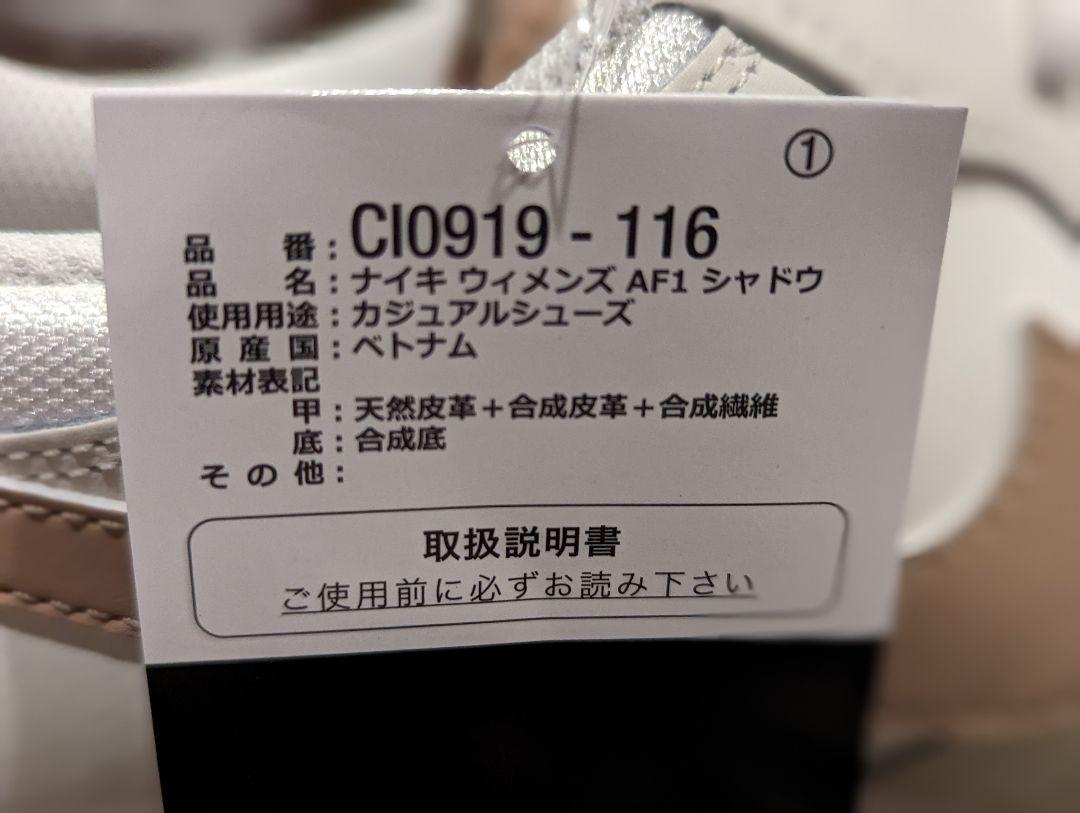 ①
品 番：CI0919 - 116
品 名：ナイキ ウィメンズ AF1 シャドウ
使用用途：カジュアルシューズ
原 産 国：ベトナム
素材表記
甲：天然皮革＋合成皮革＋合成繊維
底：合成底
そ の 他：
取扱説明書
ご使用前に必ずお読み下さい